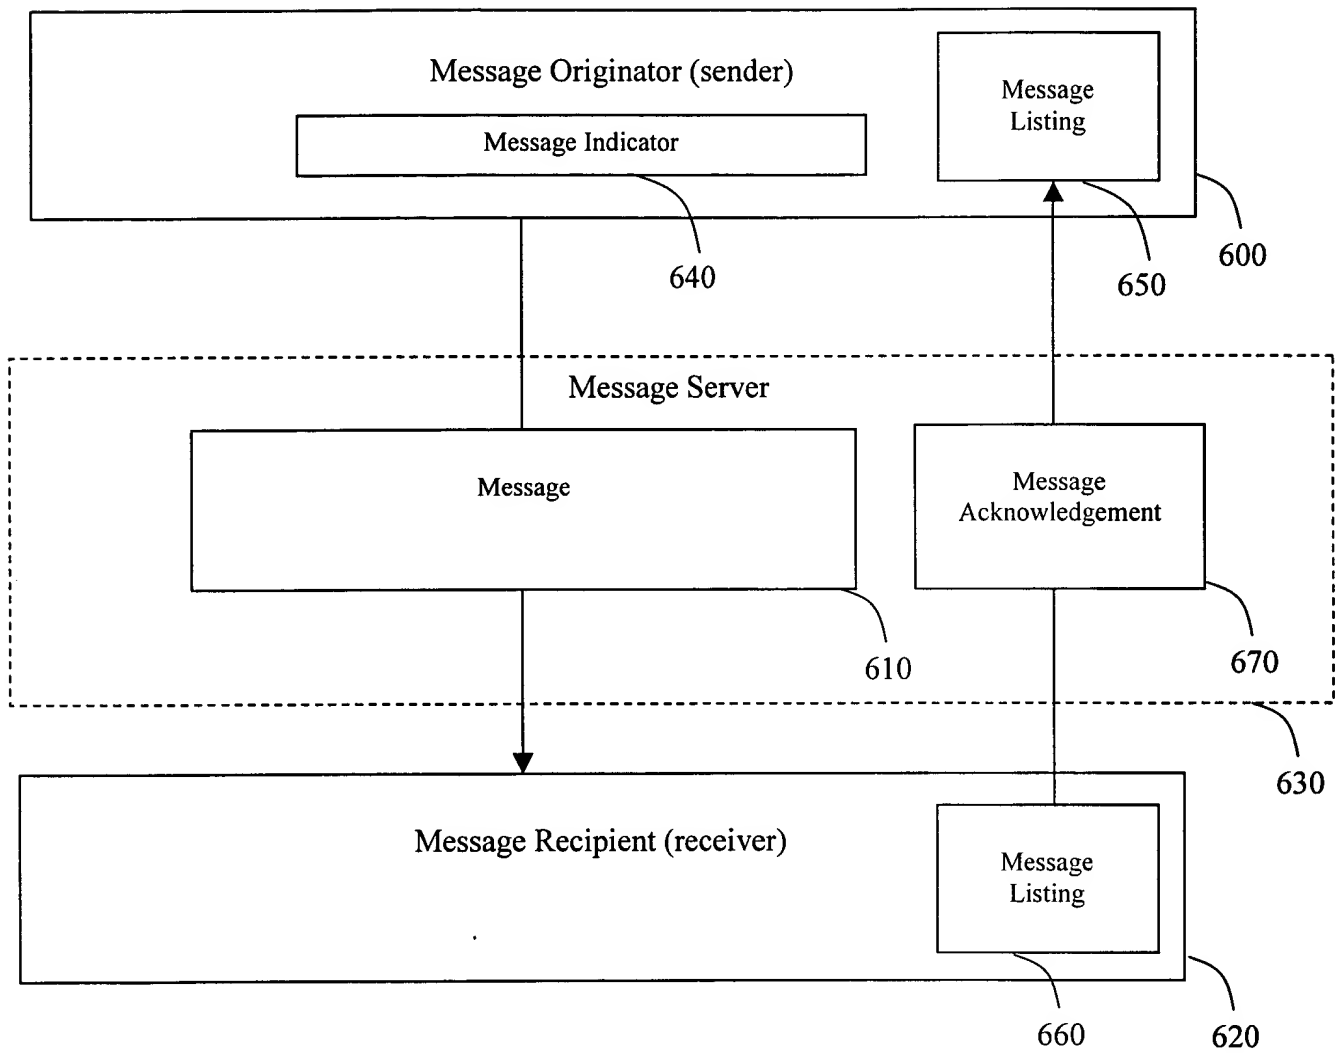 Message Originator (sender)
Message
Listing
Message Indicator
600
640
650
Message Server
Message
Message
Acknowledgement
610
670
630
Message Recipient (receiver)
Message
Listing
660
620